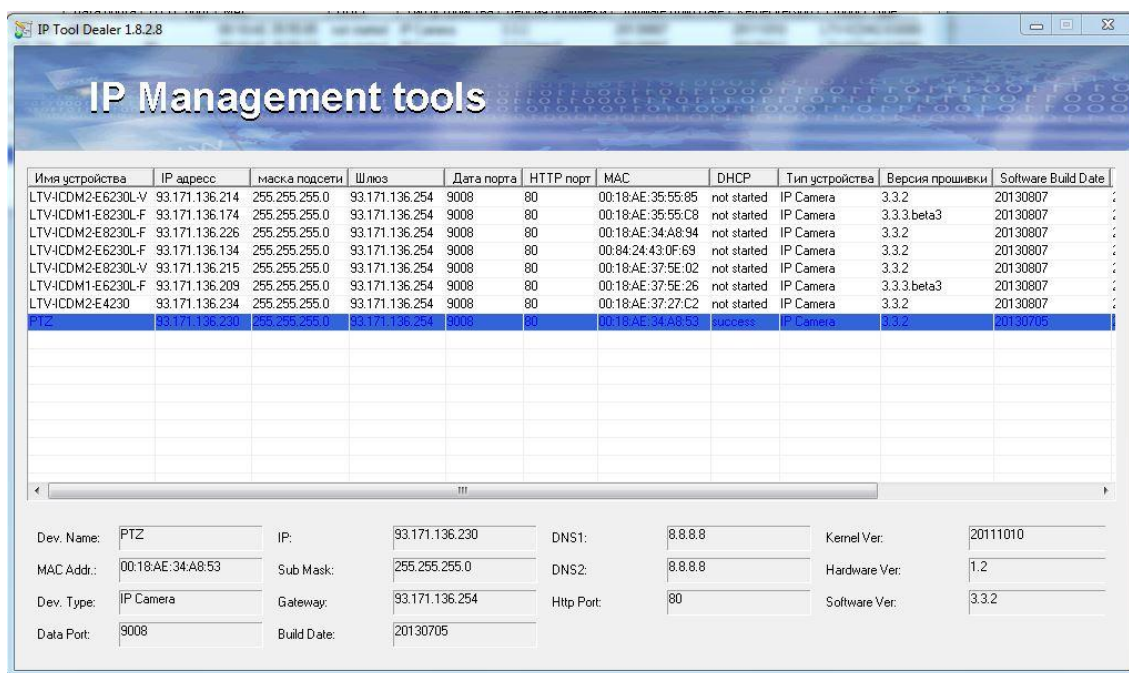 IP Tool Dealer 1.8.2.8
IP Management tools
Имя устройства IP адресс маска подсети Шлюз Дата порта HTTP порт MAC DHCP Тип устройства Версия прошивки Software Build Date
LTV-ICDM2-E6230L-V 93.171.136.214 255.255.255.0 93.171.136.254 9008 80 00:18:AE:35:55:85 not started IP Camera 3.3.2 20130807
LTV-ICDM1-E8230L-F 93.171.136.174 255.255.255.0 93.171.136.254 9008 80 00:18:AE:35:55:C8 not started IP Camera 3.3.3.beta3 20130807
LTV-ICDM2-E8230L-F 93.171.136.226 255.255.255.0 93.171.136.254 9008 80 00:18:AE:34:A8:94 not started IP Camera 3.3.2 20130807
LTV-ICDM2-E6230L-F 93.171.136.134 255.255.255.0 93.171.136.254 9008 80 00:84:24:43:0F:69 not started IP Camera 3.3.2 20130807
LTV-ICDM2-E8230L-V 93.171.136.215 255.255.255.0 93.171.136.254 9008 80 00:18:AE:37:5E:02 not started IP Camera 3.3.2 20130807
LTV-ICDM1-E6230L-F 93.171.136.209 255.255.255.0 93.171.136.254 9008 80 00:18:AE:37:5E:26 not started IP Camera 3.3.3.beta3 20130807
LTV-ICDM2-E4230 93.171.136.234 255.255.255.0 93.171.136.254 9008 80 00:18:AE:37:27:C2 not started IP Camera 3.3.2 20130807
PTZ 93.171.136.230 255.255.255.0 93.171.136.254 9008 80 00:18:AE:34:A8:53 success IP Camera 3.3.2 20130705
Dev. Name: PTZ IP: 93.171.136.230 DNS1: 8.8.8.8 Kernel Ver: 20111010
MAC Addr.: 00:18:AE:34:A8:53 Sub Mask: 255.255.255.0 DNS2: 8.8.8.8 Hardware Ver: 1.2
Dev. Type: IP Camera Gateway: 93.171.136.254 Http Port: 80 Software Ver: 3.3.2
Data Port: 9008 Build Date: 20130705